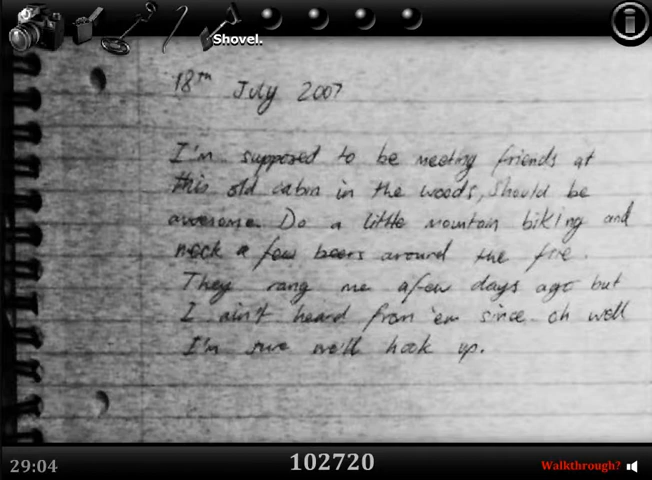 Shovel.
18th July 2007
I'm supposed to be meeting friends at
this old cabin in the woods, should be
awesome. Do a little mountain biking and
neck a few beers around the fire.
They rang me a few days ago but
I ain't heard from 'em since oh well
I'm sure we'll hook up.
29:04
102720
Walkthrough?